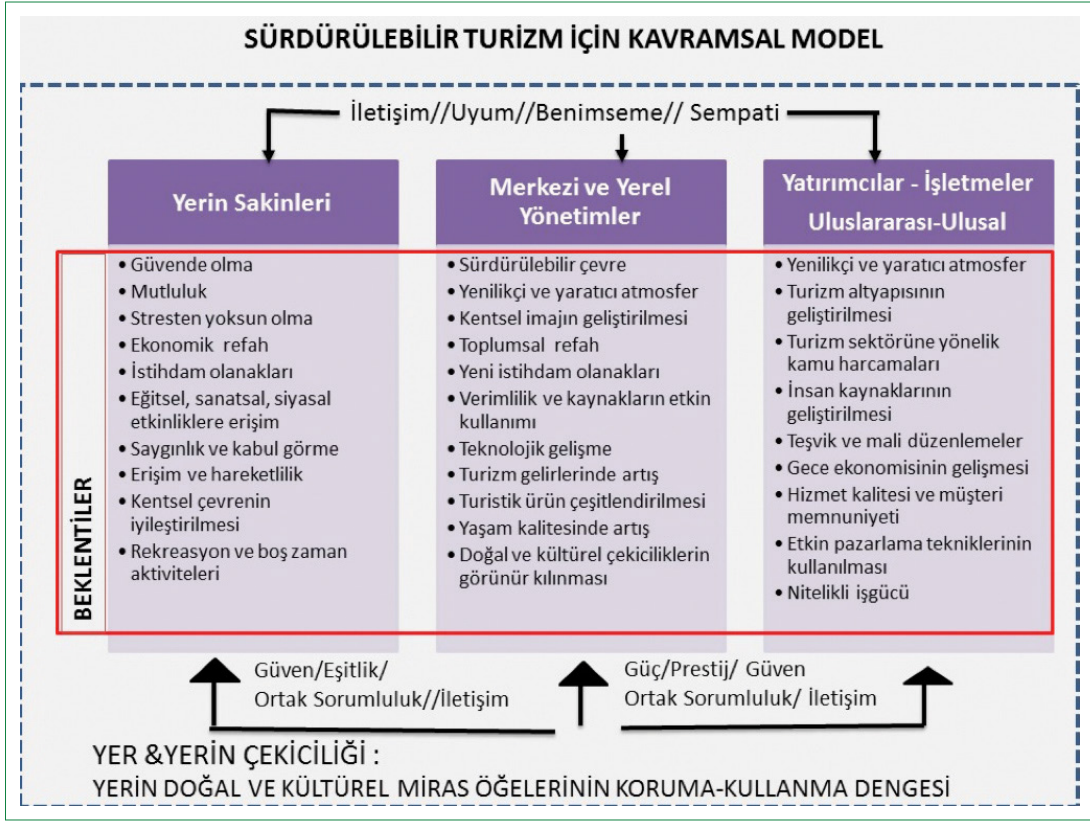 SÜRDÜRÜLEBİLİR TURİZM İÇİN KAVRAMSAL MODEL
İletişim//Uyum//Benimseme// Sempati
Yerin Sakinleri
Merkezi ve Yerel
Yönetimler
Yatırımcılar - İşletmeler
Uluslararası-Ulusal
BEKLENTİLER
• Güvende olma
• Mutluluk
• Stresten yoksun olma
• Ekonomik refah
• İstihdam olanakları
• Eğitsel, sanatsal, siyasal
etkinliklere erişim
• Saygınlık ve kabul görme
• Erişim ve hareketlilik
• Kentsel çevrenin
iyileştirilmesi
• Rekreasyon ve boş zaman
aktiviteleri
• Sürdürülebilir çevre
• Yenilikçi ve yaratıcı atmosfer
• Kentsel imajın geliştirilmesi
• Toplumsal refah
• Yeni istihdam olanakları
• Verimlilik ve kaynakların etkin
kullanımı
• Teknolojik gelişme
• Turizm gelirlerinde artış
• Turistik ürün çeşitlendirilmesi
• Yaşam kalitesinde artış
• Doğal ve kültürel çekiciliklerin
görünür kılınması
• Yenilikçi ve yaratıcı atmosfer
• Turizm altyapısının
geliştirilmesi
• Turizm sektörüne yönelik
kamu harcamaları
• İnsan kaynaklarının
geliştirilmesi
• Teşvik ve mali düzenlemeler
• Gece ekonomisinin gelişmesi
• Hizmet kalitesi ve müşteri
memnuniyeti
• Etkin pazarlama tekniklerinin
kullanılması
• Nitelikli işgücü
Güven/Eşitlik/
Ortak Sorumluluk//İletişim
Güç/Prestij/ Güven
Ortak Sorumluluk/ İletişim
YER &YERİN ÇEKİCİLİĞİ :
YERİN DOĞAL VE KÜLTÜREL MİRAS ÖĞELERİNİN KORUMA-KULLANMA DENGESİ